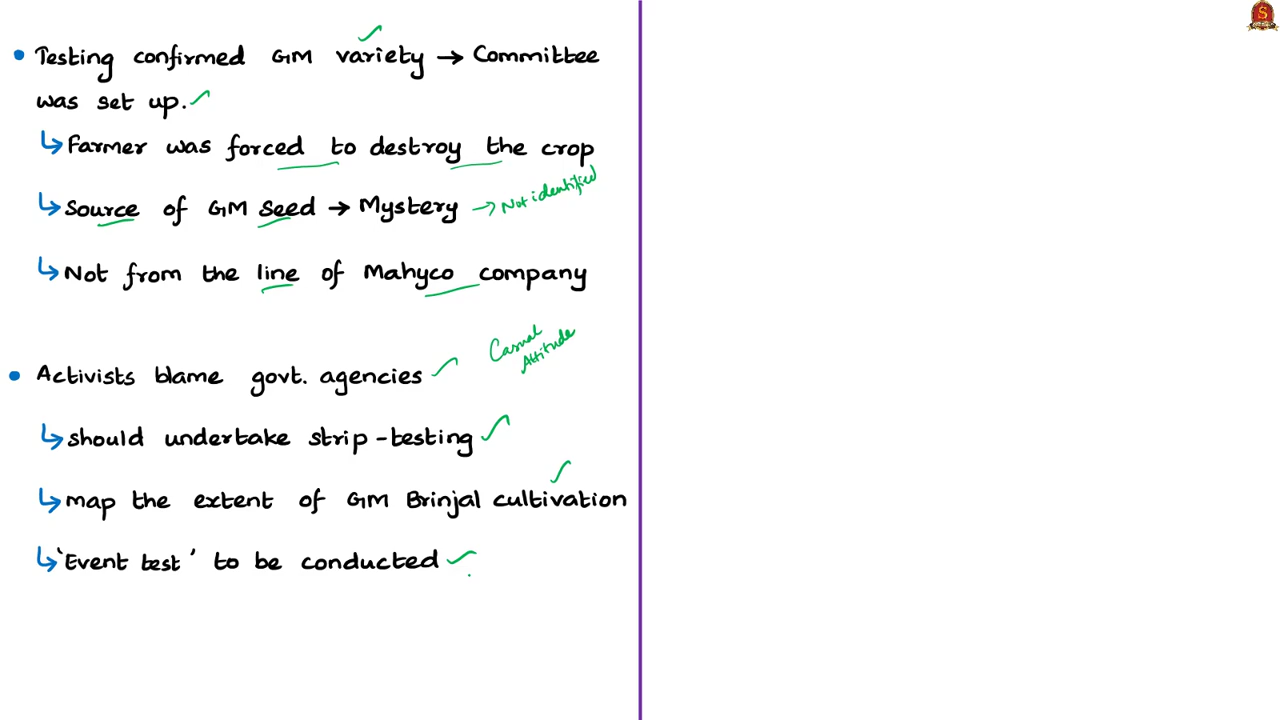 • Testing confirmed GM variety → Committee
was set up.
↳ Farmer was forced to destroy the crop
↳ Source of GM Seed → Mystery → Not identified
↳ Not from the line of Mahyco company
Casual
Attitude
• Activists blame govt. agencies
↳ should undertake strip-testing
↳ map the extent of GM Brinjal cultivation
↳ 'Event test' to be conducted